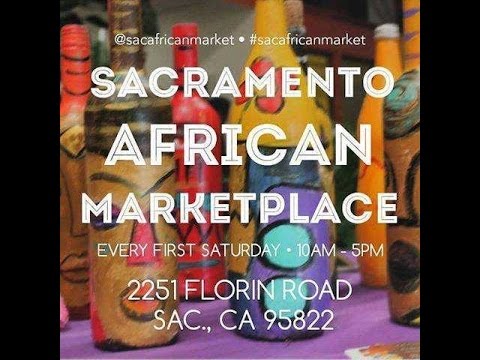 @sacafricanmarket • #sacafricanmarket
SACRAMENTO
AFRICAN
MARKETPLACE
EVERY FIRST SATURDAY • 10AM - 5PM
2251 FLORIN ROAD
SAC., CA 95822